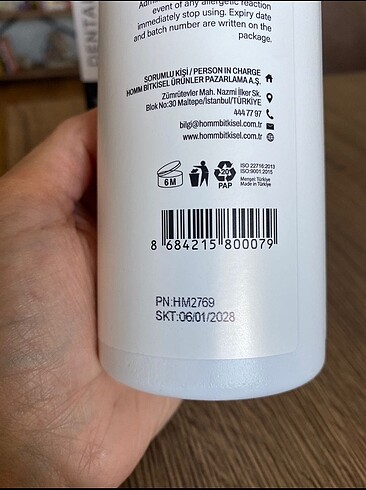 DENTAL
event of any allergic reaction
immediately stop using. Expiry date
and batch number are written on the
package.
SORUMLU KİŞİ / PERSON IN CHARGE
HOMM BİTKİSEL ÜRÜNLER PAZARLAMA A.Ş.
Zümrütevler Mah. Nazmi İlker Sk.
Blok No:30 Maltepe/İstanbul/TÜRKİYE
444 77 97
bilgi@hommbitkisel.com
www.hommbitkisel.com
6M
20
PAP
ISO 22716:2013
ISO:9001:2015
Menşei: Türkiye
Made in Türkiye
8 684215 800079
PN:HM2769
SKT:06/01/2028